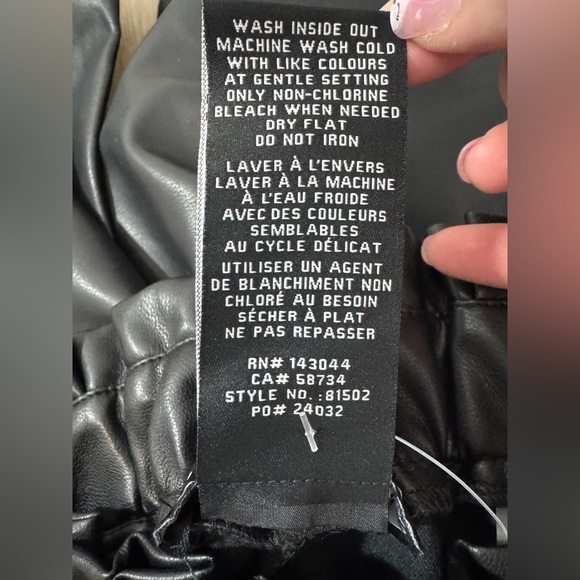 WASH INSIDE OUT
MACHINE WASH COLD
WITH LIKE COLOURS
AT GENTLE SETTING
ONLY NON-CHLORINE
BLEACH WHEN NEEDED
DRY FLAT
DO NOT IRON
LAVER À L'ENVERS
LAVER À LA MACHINE
À L'EAU FROIDE
AVEC DES COULEURS
SEMBLABLES
AU CYCLE DÉLICAT
UTILISER UN AGENT
DE BLANCHIMENT NON
CHLORÉ AU BESOIN
SÉCHER À PLAT
NE PAS REPASSER
RN# 143044
CA# 58734
STYLE NO. :81502
PO# 24032